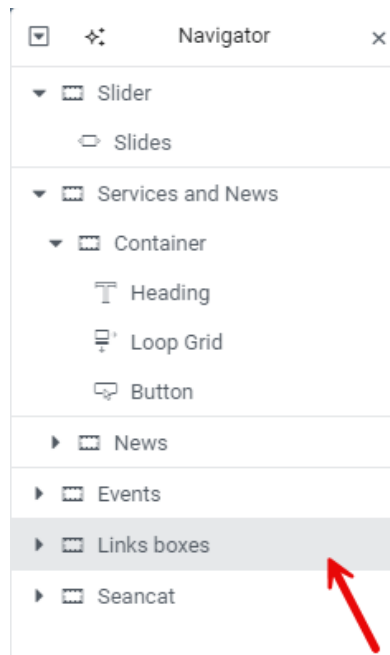 Navigator
Slider
Slides
Services and News
Container
Heading
Loop Grid
Button
News
Events
Links boxes
Seancat